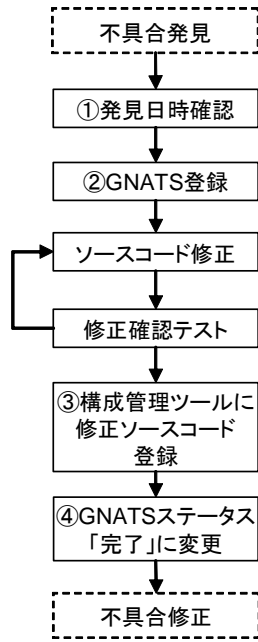 不具合発見
①発見日時確認
②GNATS登録
ソースコード修正
修正確認テスト
③構成管理ツールに
修正ソースコード
登録
④GNATSステータス
「完了」に変更
不具合修正